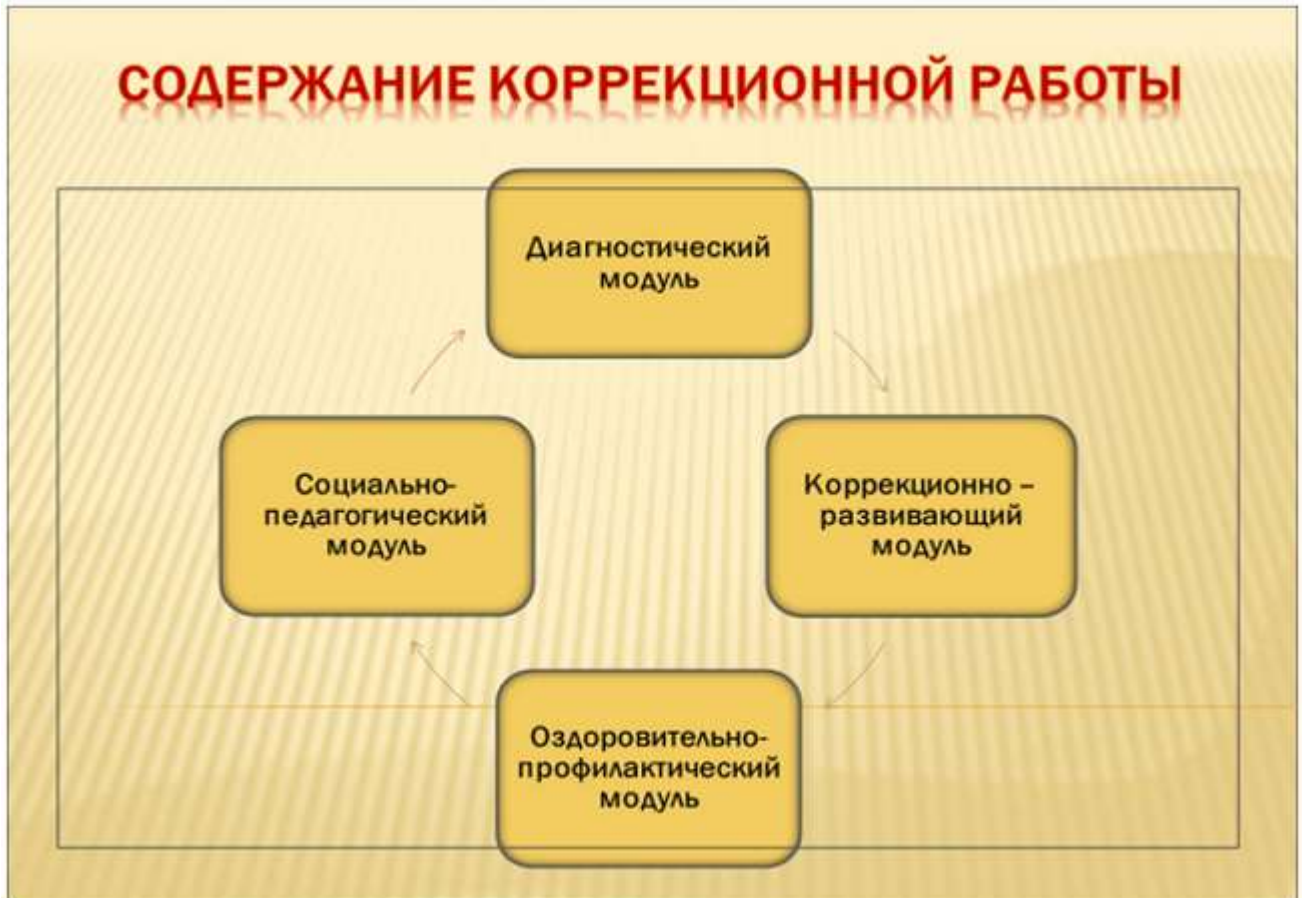 СОДЕРЖАНИЕ КОРРЕКЦИОННОЙ РАБОТЫ
Диагностический
модуль
Социально-
педагогический
модуль
Коррекционно –
развивающий
модуль
Оздоровительно-
профилактический
модуль